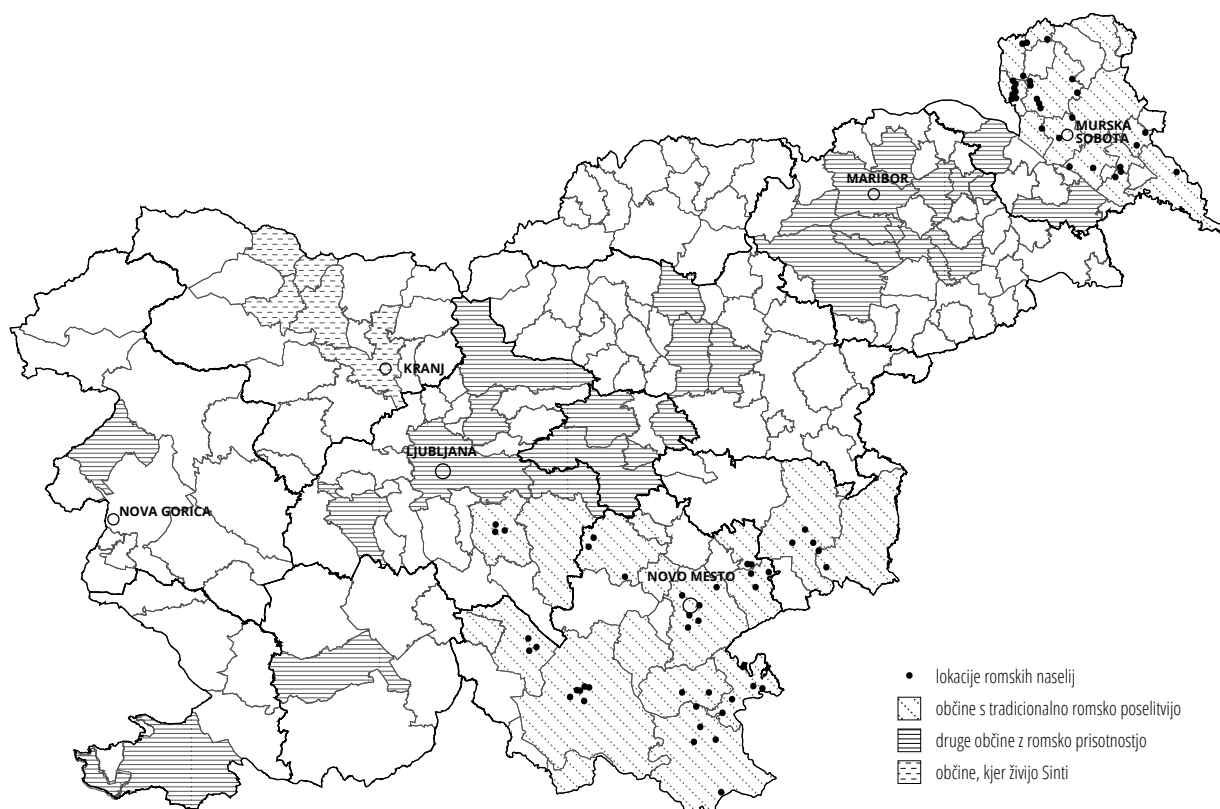 MURSKA
SOBOTA
MARIBOR
KRANJ
LJUBLJANA
NOVA GORICA
NOVO MESTO
lokacije romskih naselij
občine s tradicionalno romsko poselitvijo
druge občine z romsko prisotnostjo
občine, kjer živijo Sinti